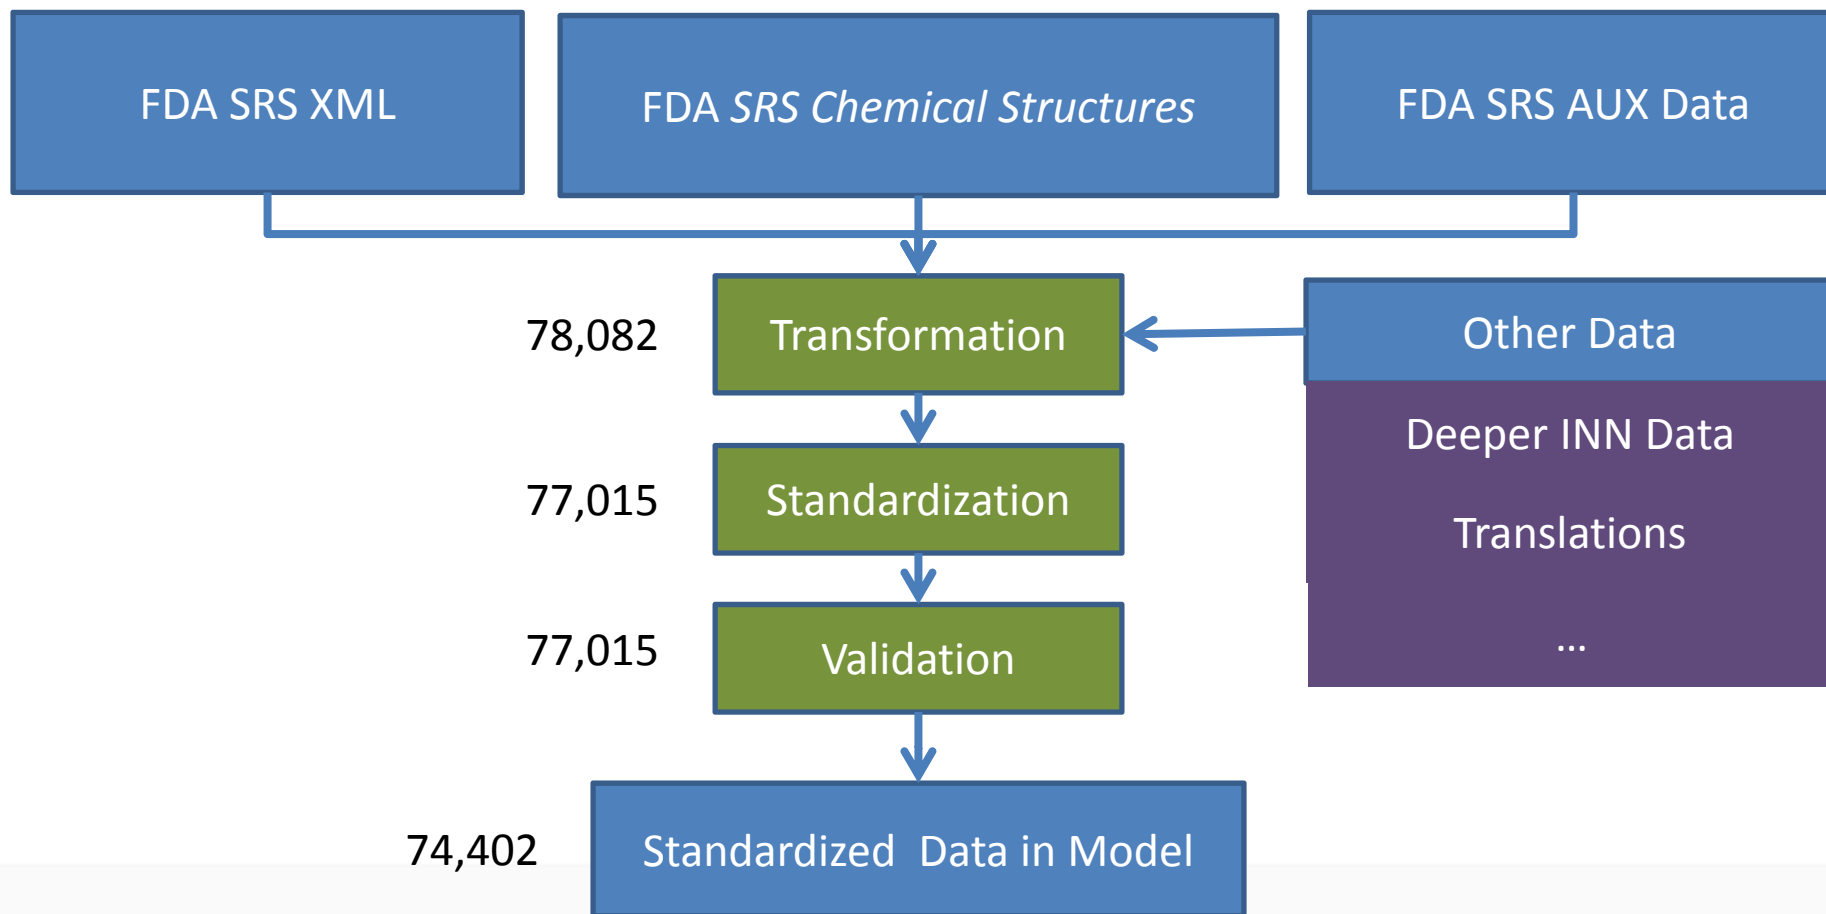 FDA SRS XML
FDA SRS Chemical Structures
FDA SRS AUX Data
78,082
Transformation
Other Data
Deeper INN Data
77,015
Standardization
Translations
77,015
Validation
...
74,402
Standardized Data in Model